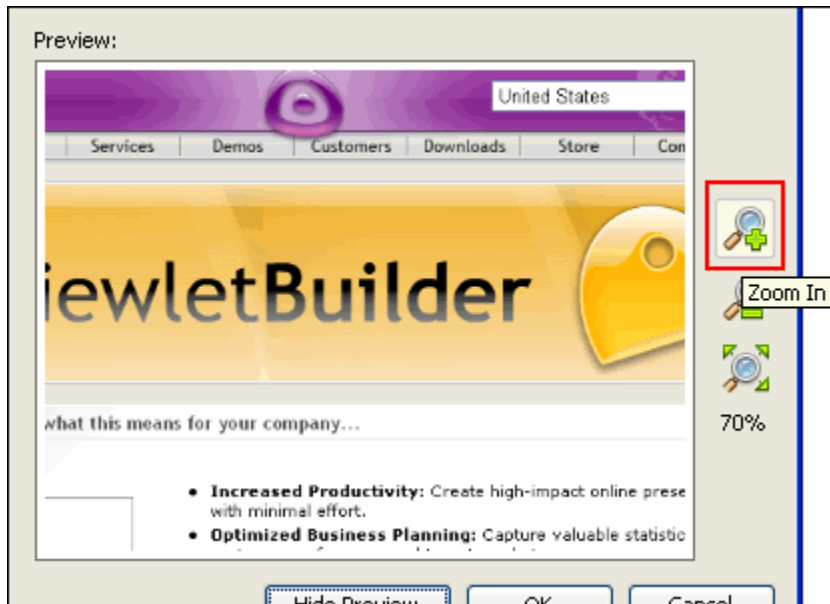 Preview:
United States
Services Demos Customers Downloads Store Con
iewletBuilder
Zoom In
70%
what this means for your company...
• Increased Productivity: Create high-impact online prese
with minimal effort.
• Optimized Business Planning: Capture valuable statistic
Hide Preview OK Cancel